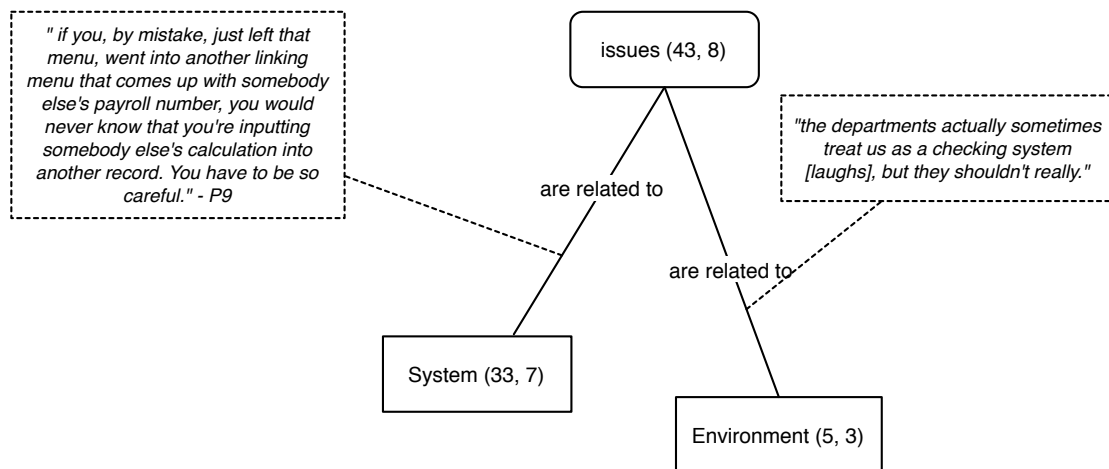 " if you, by mistake, just left that
menu, went into another linking
menu that comes up with somebody
else's payroll number, you would
never know that you're inputting
somebody else's calculation into
another record. You have to be so
careful." - P9
issues (43, 8)
"the departments actually sometimes
treat us as a checking system
[laughs], but they shouldn't really."
are related to
are related to
System (33, 7)
Environment (5, 3)